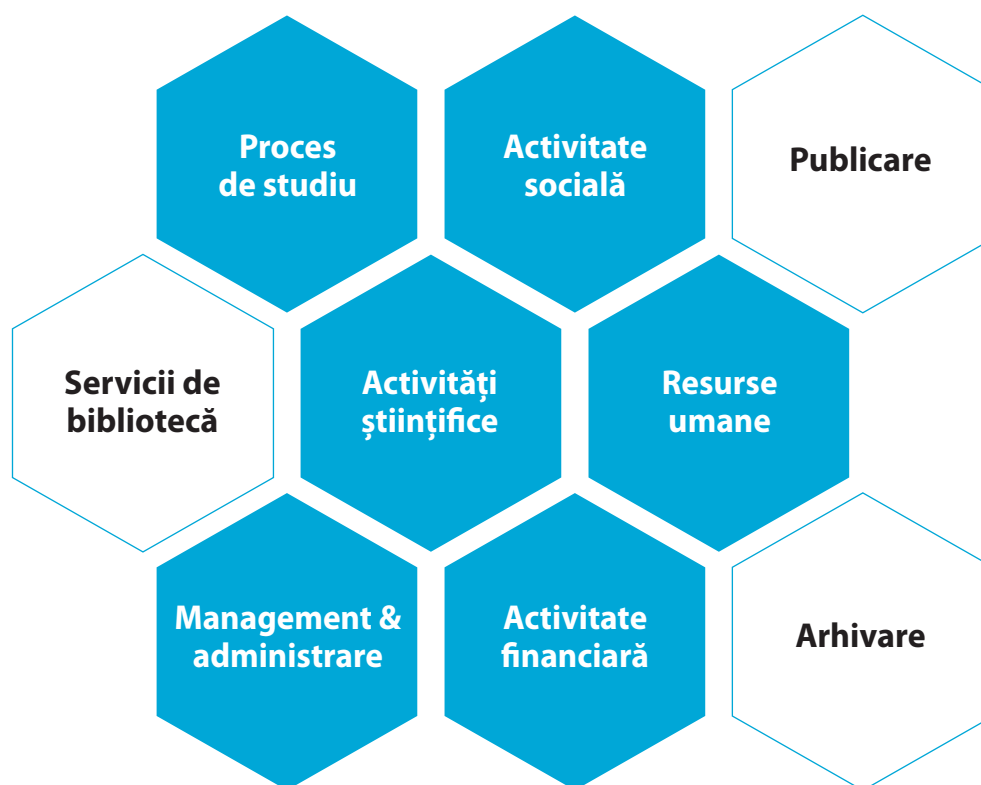 Proces
de studiu
Activitate
socială
Publicare
Servicii de
bibliotecă
Activități
științifice
Resurse
umane
Management &
administrare
Activitate
financiară
Arhivare